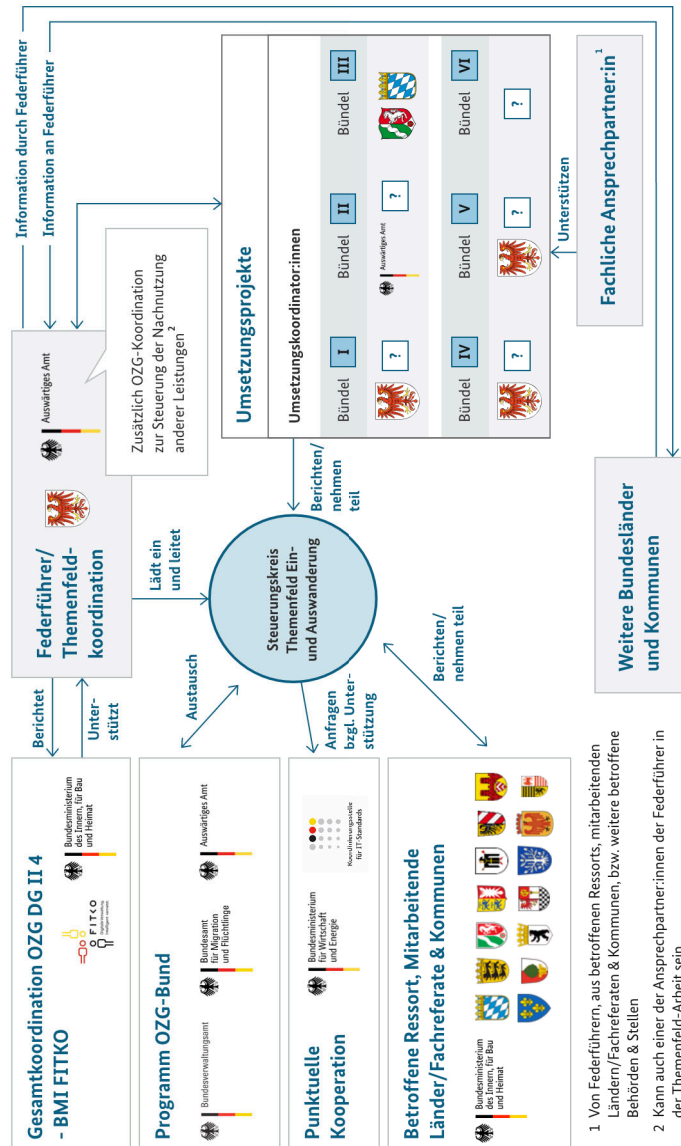 Gesamtkoordination OZG DG II 4
- BMI FITKO
FITKO
Bundesministerium
des Innern, für Bau
und Heimat
Berichtet
Unter-
stützt
Federführer/
Themenfeld-
koordination
Auswärtiges Amt
Information durch Federführer
Information an Federführer
Zusätzlich OZG-Koordination
zur Steuerung der Nachnutzung
anderer Leistungen²
Programm OZG-Bund
Bundesverwaltungsamt
Bundesamt
für Migration
und Flüchtlinge
Auswärtiges Amt
Austausch
Lädt ein
und leitet
Punktuelle
Kooperation
Bundesministerium
für Wirtschaft
und Energie
Koordinierungsstelle
für IT-Standards
Anfragen
bzgl. Unter-
stützung
Steuerungskreis
Themenfeld Ein-
und Auswanderung
Berichten/
nehmen
teil
Umsetzungsprojekte
Umsetzungskoordinator:innen
Bündel I
Bündel II
Bündel III
?
Auswärtiges Amt
?
Bündel IV
Bündel V
Bündel VI
?
?
?
Betroffene Ressort, Mitarbeitende
Länder/Fachreferate & Kommunen
Bundesministerium
des Innern, für Bau
und Heimat
Berichten/
nehmen teil
Unterstützen
Fachliche Ansprechpartner:in¹
Weitere Bundesländer
und Kommunen
1 Von Federführern, aus betroffenen Ressorts, mitarbeitenden
Ländern/Fachreferaten & Kommunen, bzw. weitere betroffene
Behörden & Stellen
2 Kann auch einer der Ansprechpartner:innen der Federführer in
der Themenfeld-Arbeit sein